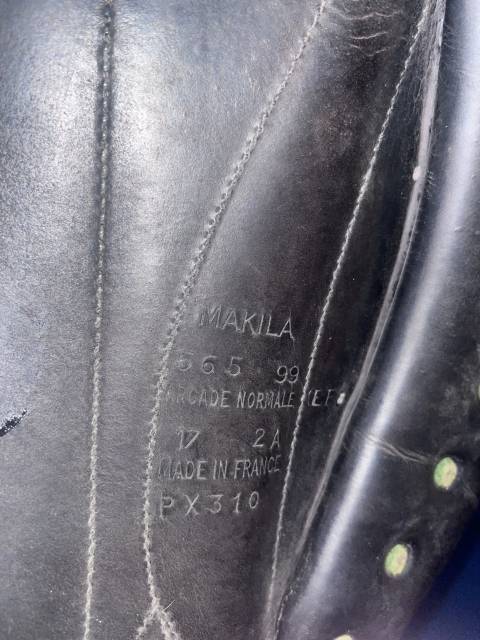 MAKILA
565 99
ARCADE NORMALE
17 2A
MADE IN FRANCE
PX310